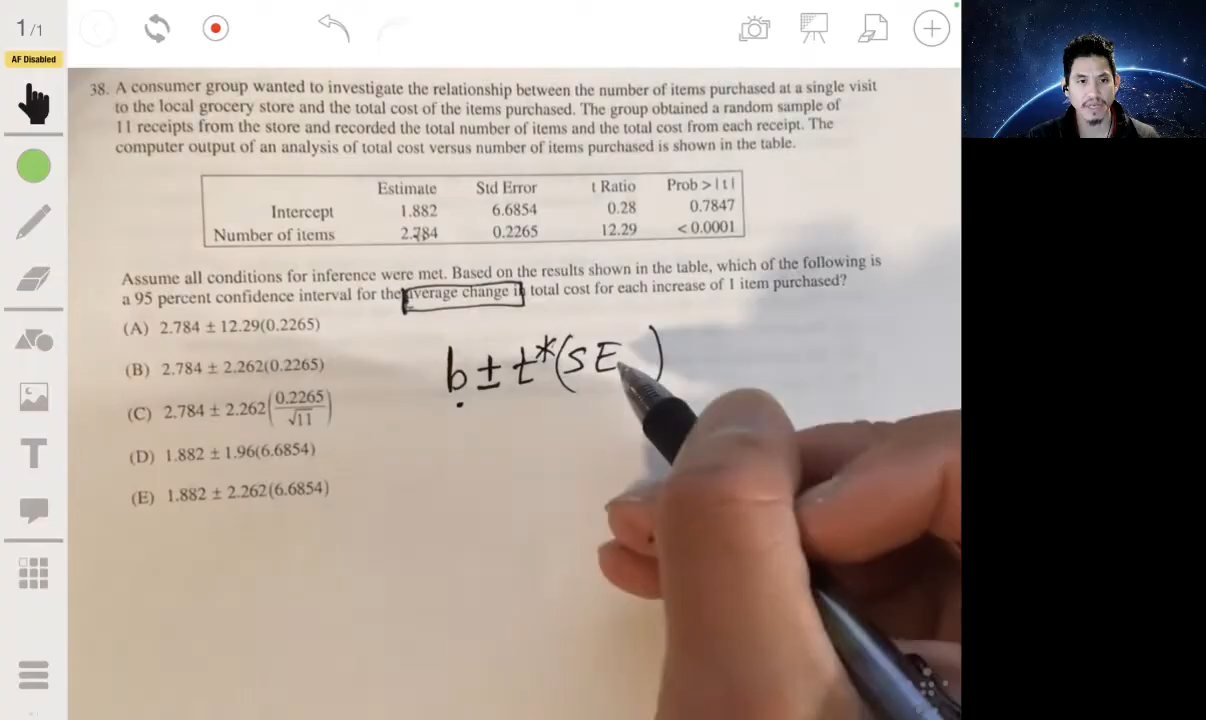 1/1
AF Disabled
38. A consumer group wanted to investigate the relationship between the number of items purchased at a single visit
to the local grocery store and the total cost of the items purchased. The group obtained a random sample of
11 receipts from the store and recorded the total number of items and the total cost from each receipt. The
computer output of an analysis of total cost versus number of items purchased is shown in the table.
Estimate Std Error t Ratio Prob > |t|
Intercept 1.882 6.6854 0.28 0.7847
Number of items 2.784 0.2265 12.29 < 0.0001
Assume all conditions for inference were met. Based on the results shown in the table, which of the following is
a 95 percent confidence interval for the average change in total cost for each increase of 1 item purchased?
(A) 2.784 ± 12.29(0.2265)
(B) 2.784 ± 2.262(0.2265)
(C) 2.784 ± 2.262(0.2265/√11)
(D) 1.882 ± 1.96(6.6854)
(E) 1.882 ± 2.262(6.6854)
b ± t*(SE )
T